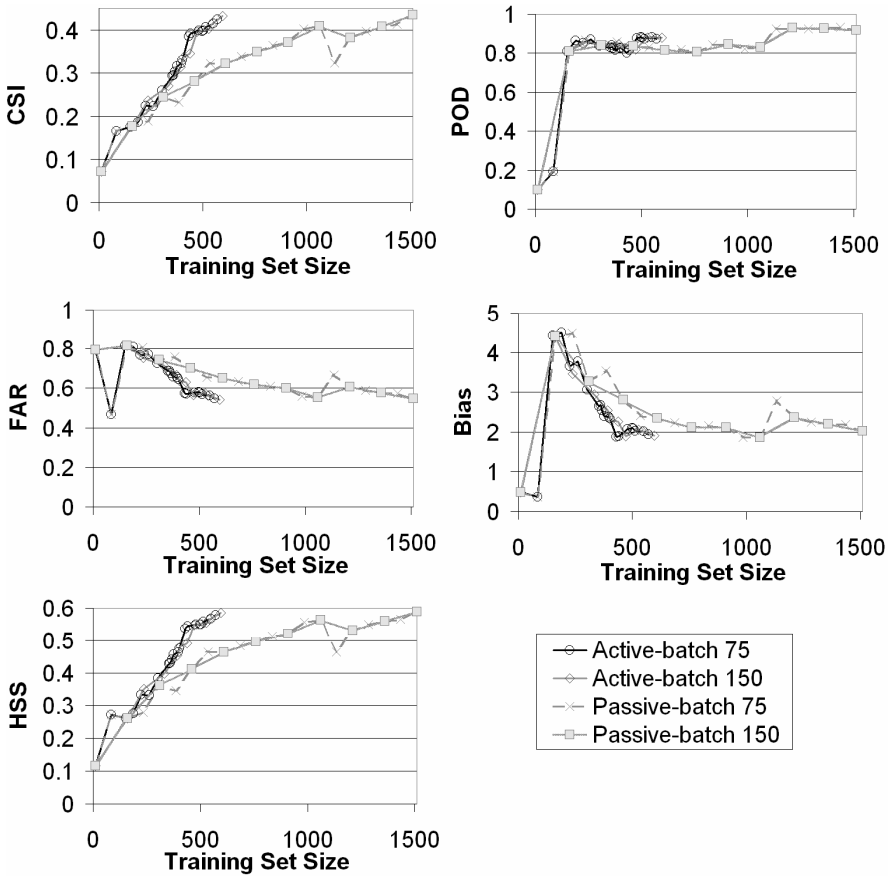 CSI
0.4
0.3
0.2
0.1
0
0 500 1000 1500
Training Set Size
POD
1
0.8
0.6
0.4
0.2
0
0 500 1000 1500
Training Set Size
FAR
1
0.8
0.6
0.4
0.2
0
0 500 1000 1500
Training Set Size
Bias
5
4
3
2
1
0
0 500 1000 1500
Training Set Size
HSS
0.6
0.5
0.4
0.3
0.2
0.1
0
0 500 1000 1500
Training Set Size
Active-batch 75
Active-batch 150
Passive-batch 75
Passive-batch 150